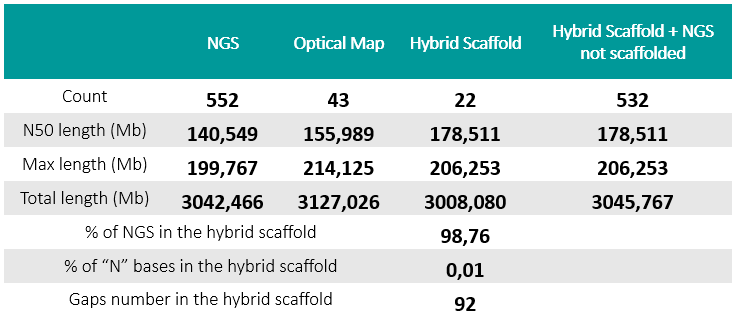 NGS Optical Map Hybrid Scaffold Hybrid Scaffold + NGS
not scaffolded
Count 552 43 22 532
N50 length (Mb) 140,549 155,989 178,511 178,511
Max length (Mb) 199,767 214,125 206,253 206,253
Total length (Mb) 3042,466 3127,026 3008,080 3045,767
% of NGS in the hybrid scaffold 98,76
% of “N” bases in the hybrid scaffold 0,01
Gaps number in the hybrid scaffold 92